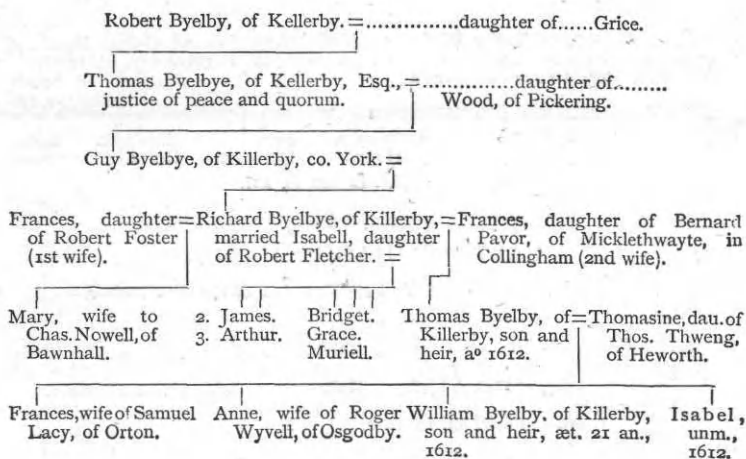 Robert Byelby, of Kellerby. = ...............daughter of......Grice.
Thomas Byelbye, of Kellerby, Esq., = ...............daughter of........
justice of peace and quorum. Wood, of Pickering.
Guy Byelbye, of Killerby, co. York. =
Frances, daughter = Richard Byelbye, of Killerby, = Frances, daughter of Bernard
of Robert Foster married Isabell, daughter Pavor, of Micklethwayte, in
(1st wife). of Robert Fletcher. = Collingham (2nd wife).
Mary, wife to 2. James. Bridget. Thomas Byelby, of = Thomasine, dau. of
Chas. Nowell, of 3. Arthur. Grace. Killerby, son and Thos. Thweng,
Bawnhall. Muriell. heir, aº 1612. of Heworth.
Frances, wife of Samuel Anne, wife of Roger William Byelby. of Killerby, Isabel,
Lacy, of Orton. Wyvell, of Osgodby. son and heir, æt. 21 an., unm.,
1612. 1612.